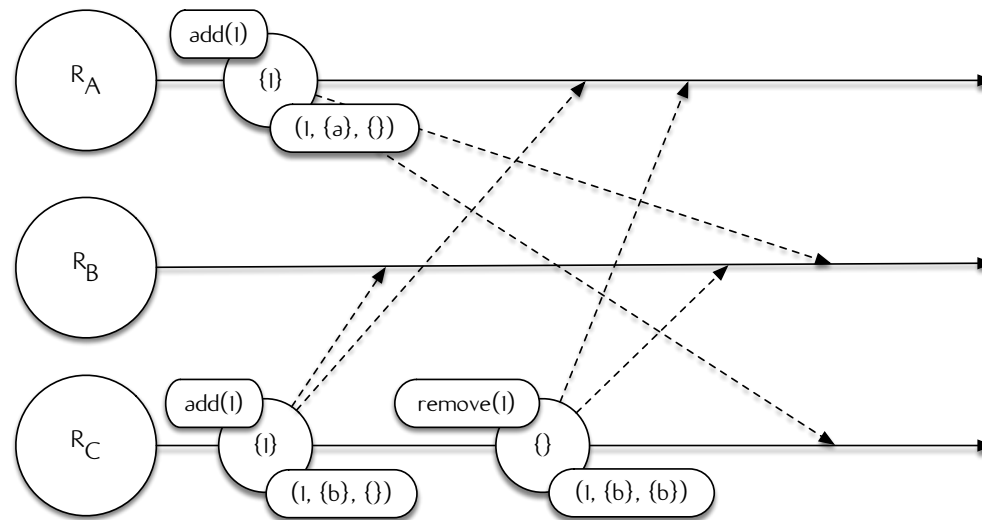 add(1)
R_A
{1}
(1, {a}, {})
R_B
add(1)
remove(1)
R_C
{1}
{}
(1, {b}, {})
(1, {b}, {b})